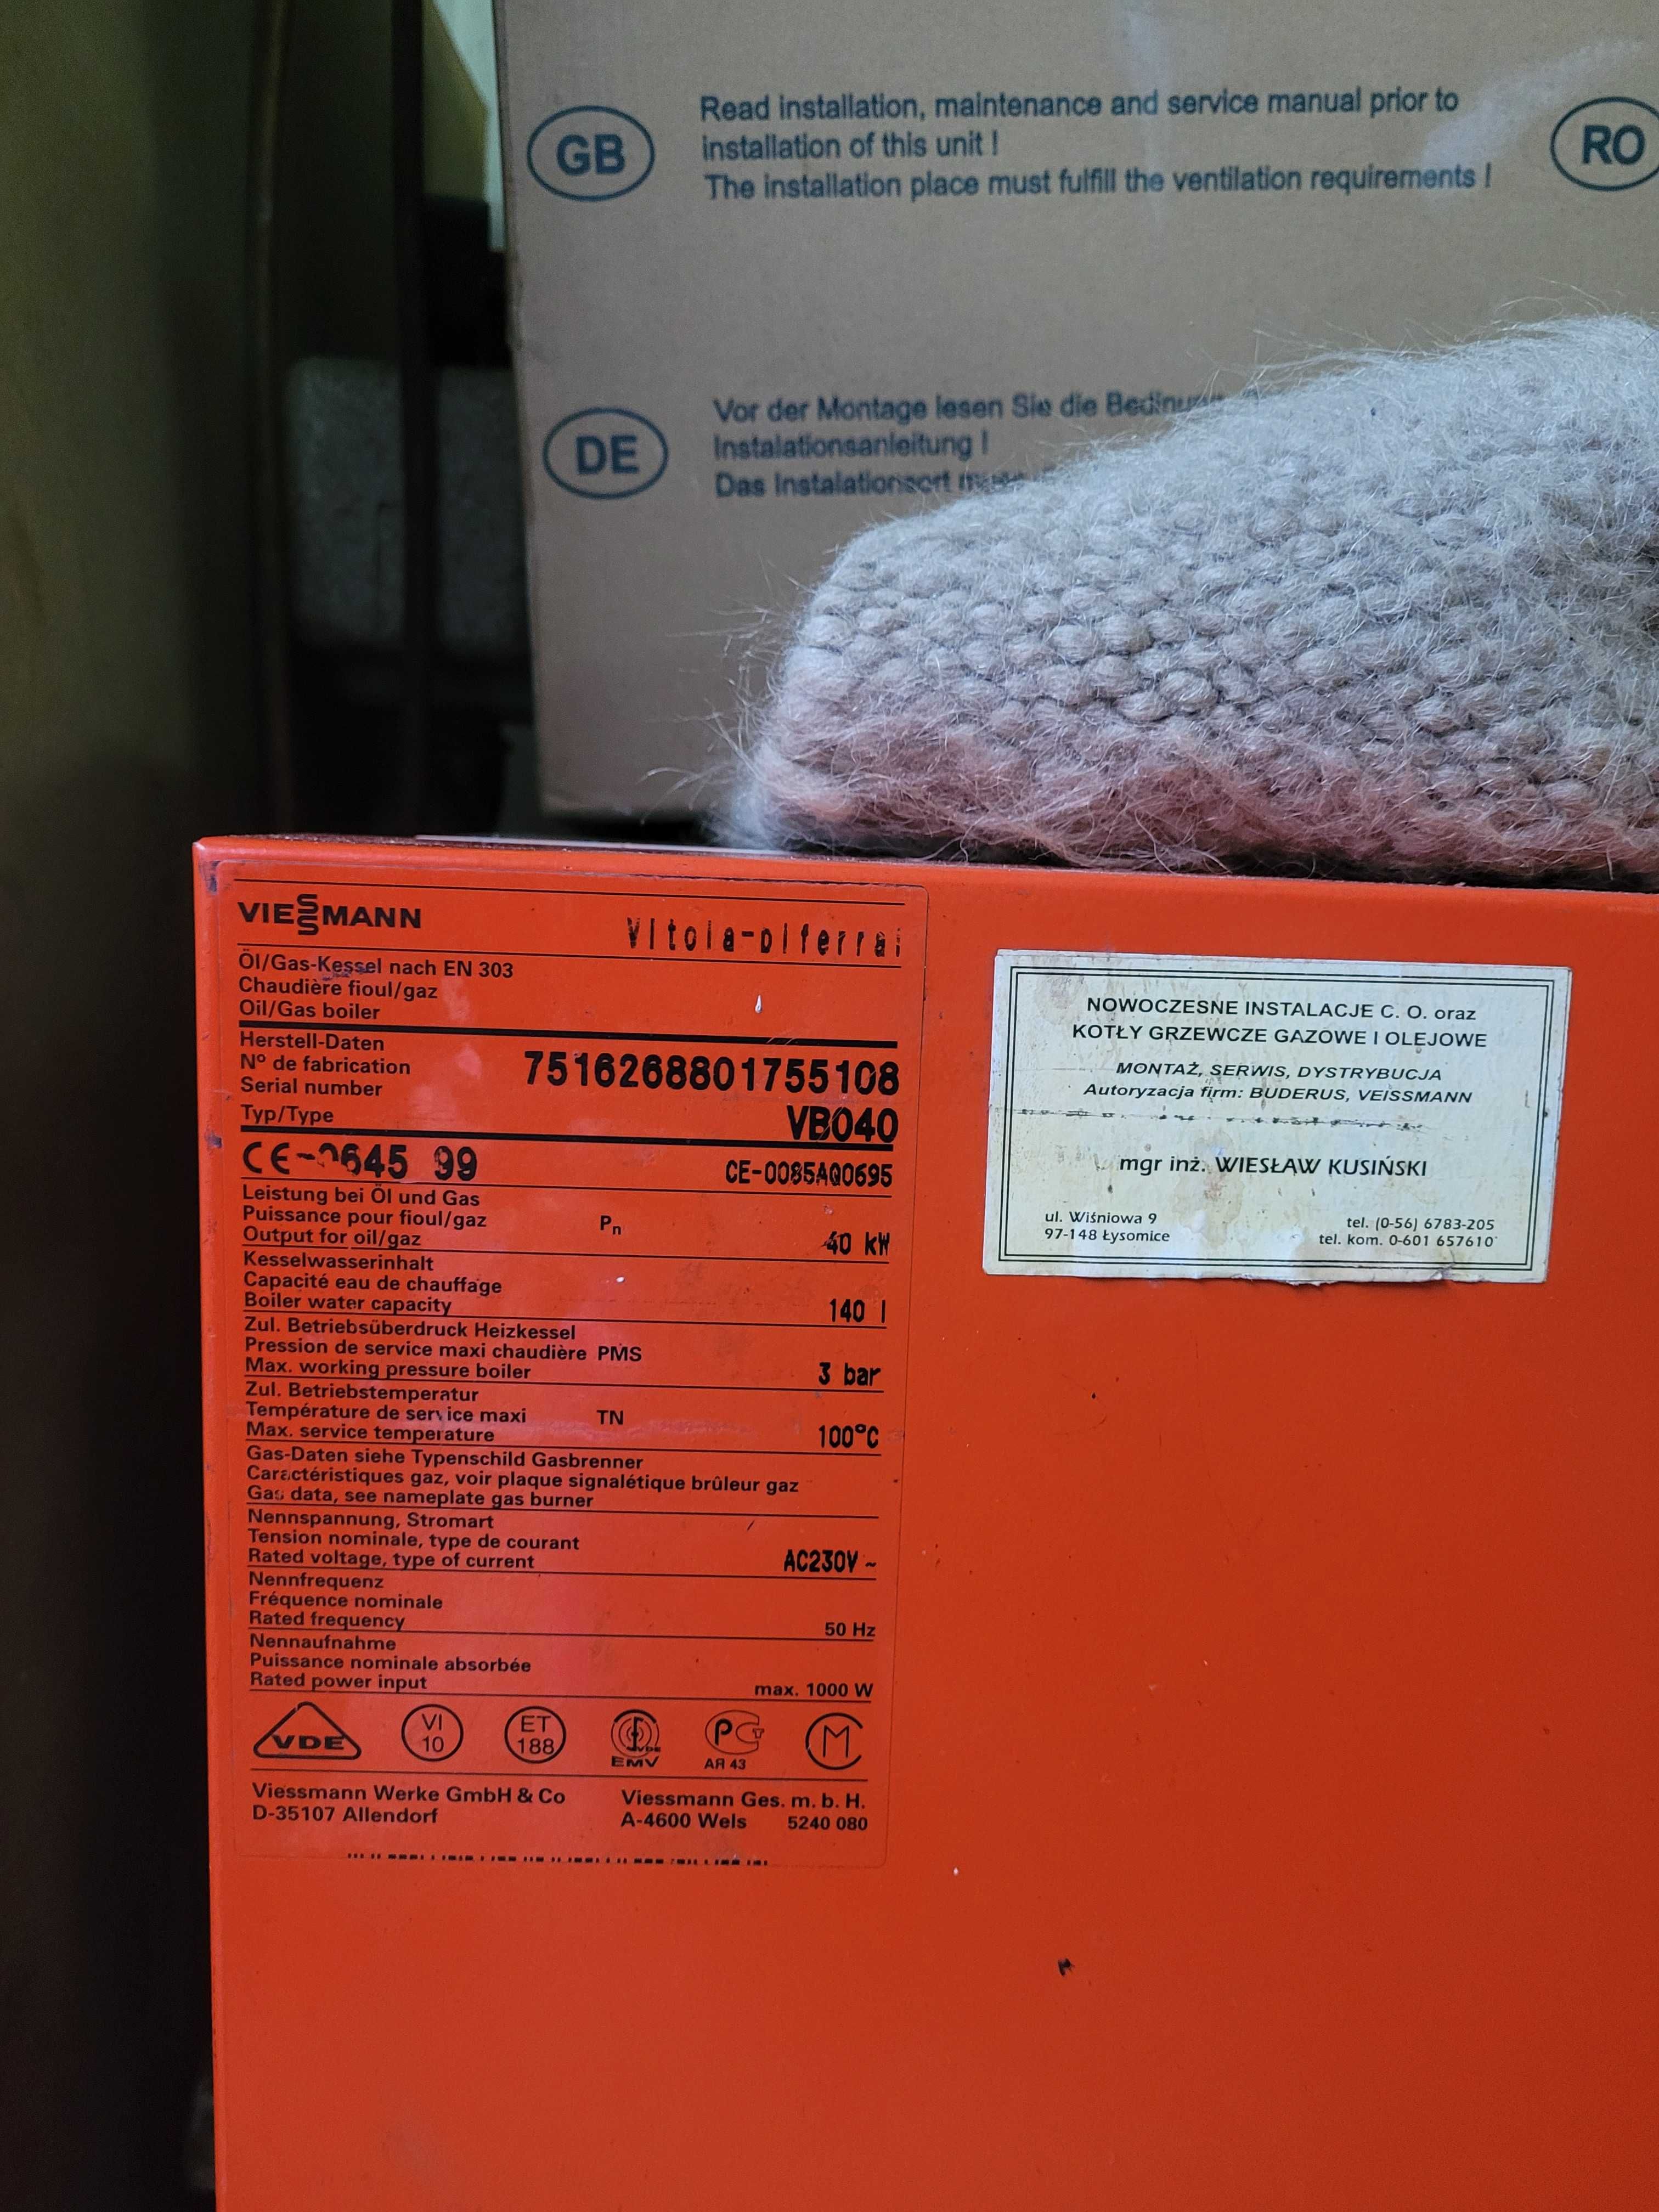 GB
Read installation, maintenance and service manual prior to
installation of this unit !
The installation place must fulfill the ventilation requirements !
RO
DE
Vor der Montage lesen Sie die
Instalationsanleitung !
Das Instalationsort
VIESSMANN
Vitola-biferral
Öl/Gas-Kessel nach EN 303
Chaudière fioul/gaz
Oil/Gas boiler
Herstell-Daten
Nº de fabrication
Serial number
7516268801755108
Typ/Type
VB040
CE-0645 99
CE-0085AQ0695
Leistung bei Öl und Gas
Puissance pour fioul/gaz Pn
Output for oil/gaz
40 kW
Kesselwasserinhalt
Capacité eau de chauffage
Boiler water capacity
140 l
Zul. Betriebsüberdruck Heizkessel
Pression de service maxi chaudière PMS
Max. working pressure boiler
3 bar
Zul. Betriebstemperatur
Température de service maxi TN
Max. service temperature
100°C
Gas-Daten siehe Typenschild Gasbrenner
Caractéristiques gaz, voir plaque signalétique brûleur gaz
Gas data, see nameplate gas burner
Nennspannung, Stromart
Tension nominale, type de courant
Rated voltage, type of current
AC230V ~
Nennfrequenz
Fréquence nominale
Rated frequency
50 Hz
Nennaufnahme
Puissance nominale absorbée
Rated power input
max. 1000 W
VDE
VI
10
ET
188
VDE
EMV
PCT
AЯ 43
M
Viessmann Werke GmbH & Co
D-35107 Allendorf
Viessmann Ges. m. b. H.
A-4600 Wels 5240 080
NOWOCZESNE INSTALACJE C. O. oraz
KOTŁY GRZEWCZE GAZOWE I OLEJOWE
MONTAŻ, SERWIS, DYSTRYBUCJA
Autoryzacja firm: BUDERUS, VEISSMANN
mgr inż. WIESŁAW KUSIŃSKI
ul. Wiśniowa 9
97-148 Łysomice
tel. (0-56) 6783-205
tel. kom. 0-601 657610